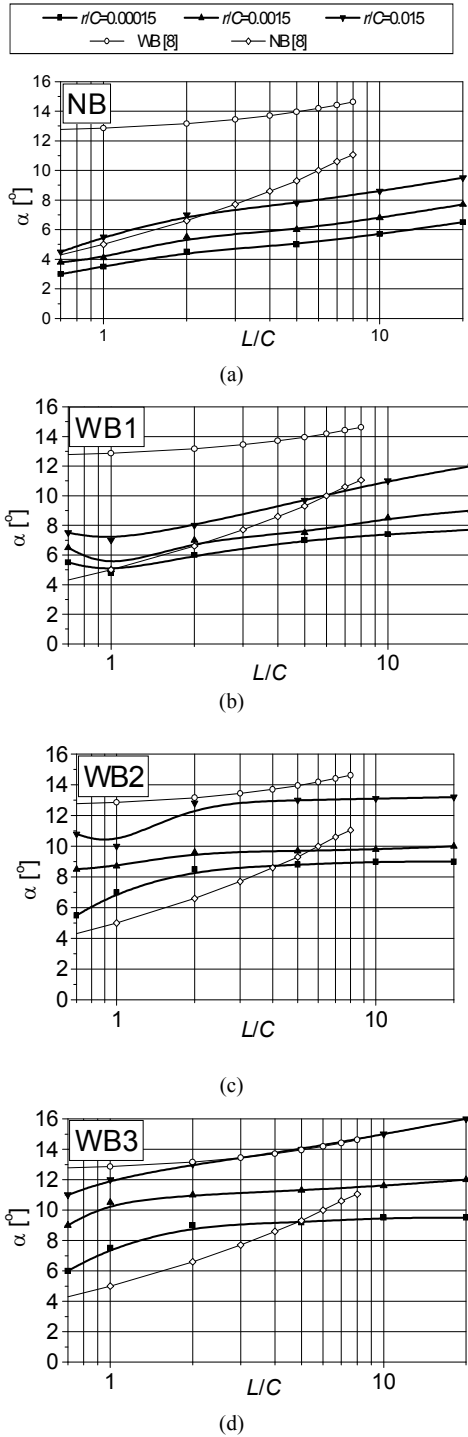 r/C=0.00015 r/C=0.0015 r/C=0.015
WB [8] NB [8]
NB
16
14
12
10
8
6
4
2
0
α [°]
1 10
L/C
(a)
WB1
16
14
12
10
8
6
4
2
0
α [°]
1 10
L/C
(b)
WB2
16
14
12
10
8
6
4
2
0
α [°]
1 10
L/C
(c)
WB3
16
14
12
10
8
6
4
2
0
α [°]
1 10
L/C
(d)